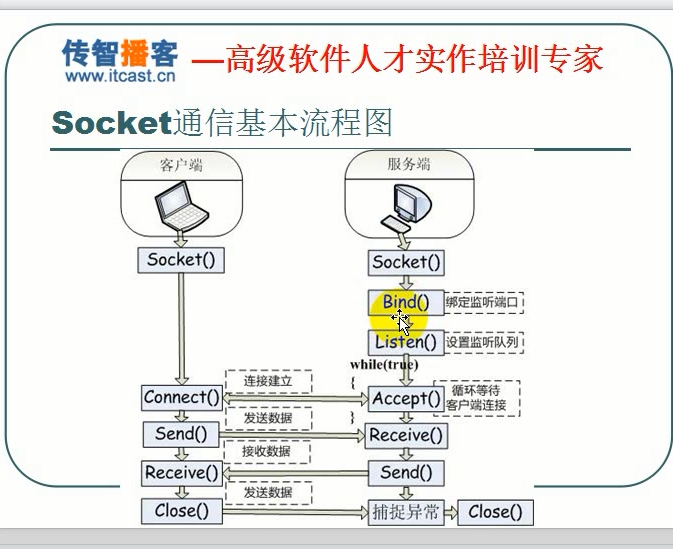 传智播客 —高级软件人才实作培训专家
www.itcast.cn
Socket通信基本流程图
客户端
服务端
Socket()
Socket()
Bind()
绑定监听端口
Listen()
设置监听队列
while(true)
{
连接建立
Connect()
Accept()
循环等待
客户端连接
发送数据
}
Send()
Receive()
接收数据
Receive()
Send()
发送数据
Close()
捕捉异常
Close()